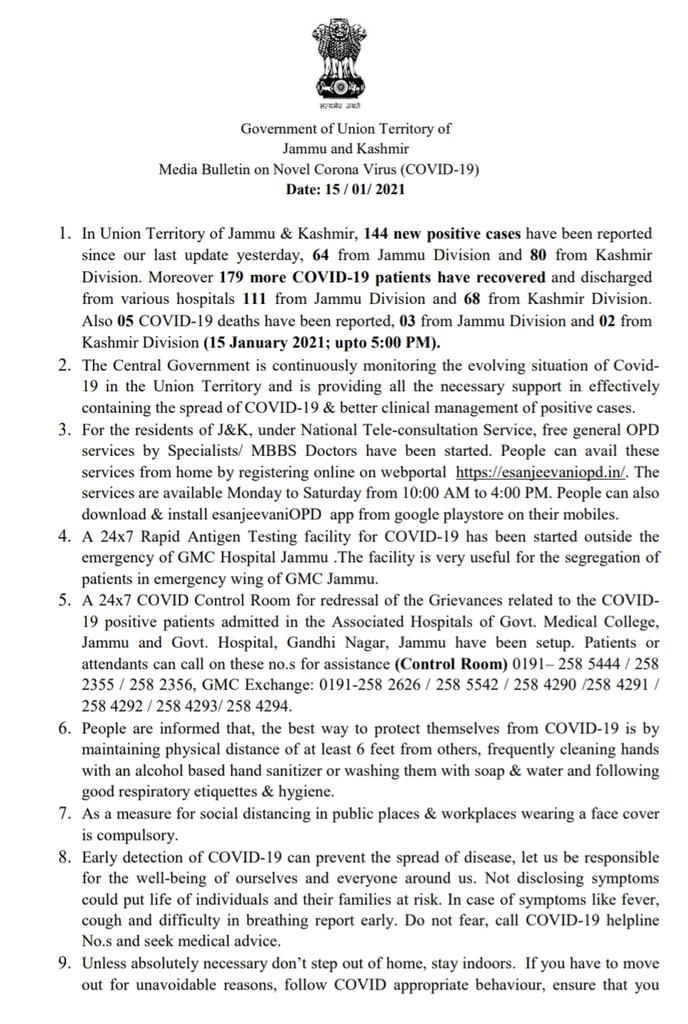 सत्यमेव जयते
Government of Union Territory of
Jammu and Kashmir
Media Bulletin on Novel Corona Virus (COVID-19)
Date: 15 / 01/ 2021
1. In Union Territory of Jammu & Kashmir, 144 new positive cases have been reported
since our last update yesterday, 64 from Jammu Division and 80 from Kashmir
Division. Moreover 179 more COVID-19 patients have recovered and discharged
from various hospitals 111 from Jammu Division and 68 from Kashmir Division.
Also 05 COVID-19 deaths have been reported, 03 from Jammu Division and 02 from
Kashmir Division (15 January 2021; upto 5:00 PM).
2. The Central Government is continuously monitoring the evolving situation of Covid-
19 in the Union Territory and is providing all the necessary support in effectively
containing the spread of COVID-19 & better clinical management of positive cases.
3. For the residents of J&K, under National Tele-consultation Service, free general OPD
services by Specialists/ MBBS Doctors have been started. People can avail these
services from home by registering online on webportal https://esanjeevaniopd.in/. The
services are available Monday to Saturday from 10:00 AM to 4:00 PM. People can also
download & install esanjeevaniOPD app from google playstore on their mobiles.
4. A 24x7 Rapid Antigen Testing facility for COVID-19 has been started outside the
emergency of GMC Hospital Jammu .The facility is very useful for the segregation of
patients in emergency wing of GMC Jammu.
5. A 24x7 COVID Control Room for redressal of the Grievances related to the COVID-
19 positive patients admitted in the Associated Hospitals of Govt. Medical College,
Jammu and Govt. Hospital, Gandhi Nagar, Jammu have been setup. Patients or
attendants can call on these no.s for assistance (Control Room) 0191– 258 5444 / 258
2355 / 258 2356, GMC Exchange: 0191-258 2626 / 258 5542 / 258 4290 /258 4291 /
258 4292 / 258 4293/ 258 4294.
6. People are informed that, the best way to protect themselves from COVID-19 is by
maintaining physical distance of at least 6 feet from others, frequently cleaning hands
with an alcohol based hand sanitizer or washing them with soap & water and following
good respiratory etiquettes & hygiene.
7. As a measure for social distancing in public places & workplaces wearing a face cover
is compulsory.
8. Early detection of COVID-19 can prevent the spread of disease, let us be responsible
for the well-being of ourselves and everyone around us. Not disclosing symptoms
could put life of individuals and their families at risk. In case of symptoms like fever,
cough and difficulty in breathing report early. Do not fear, call COVID-19 helpline
No.s and seek medical advice.
9. Unless absolutely necessary don’t step out of home, stay indoors. If you have to move
out for unavoidable reasons, follow COVID appropriate behaviour, ensure that you